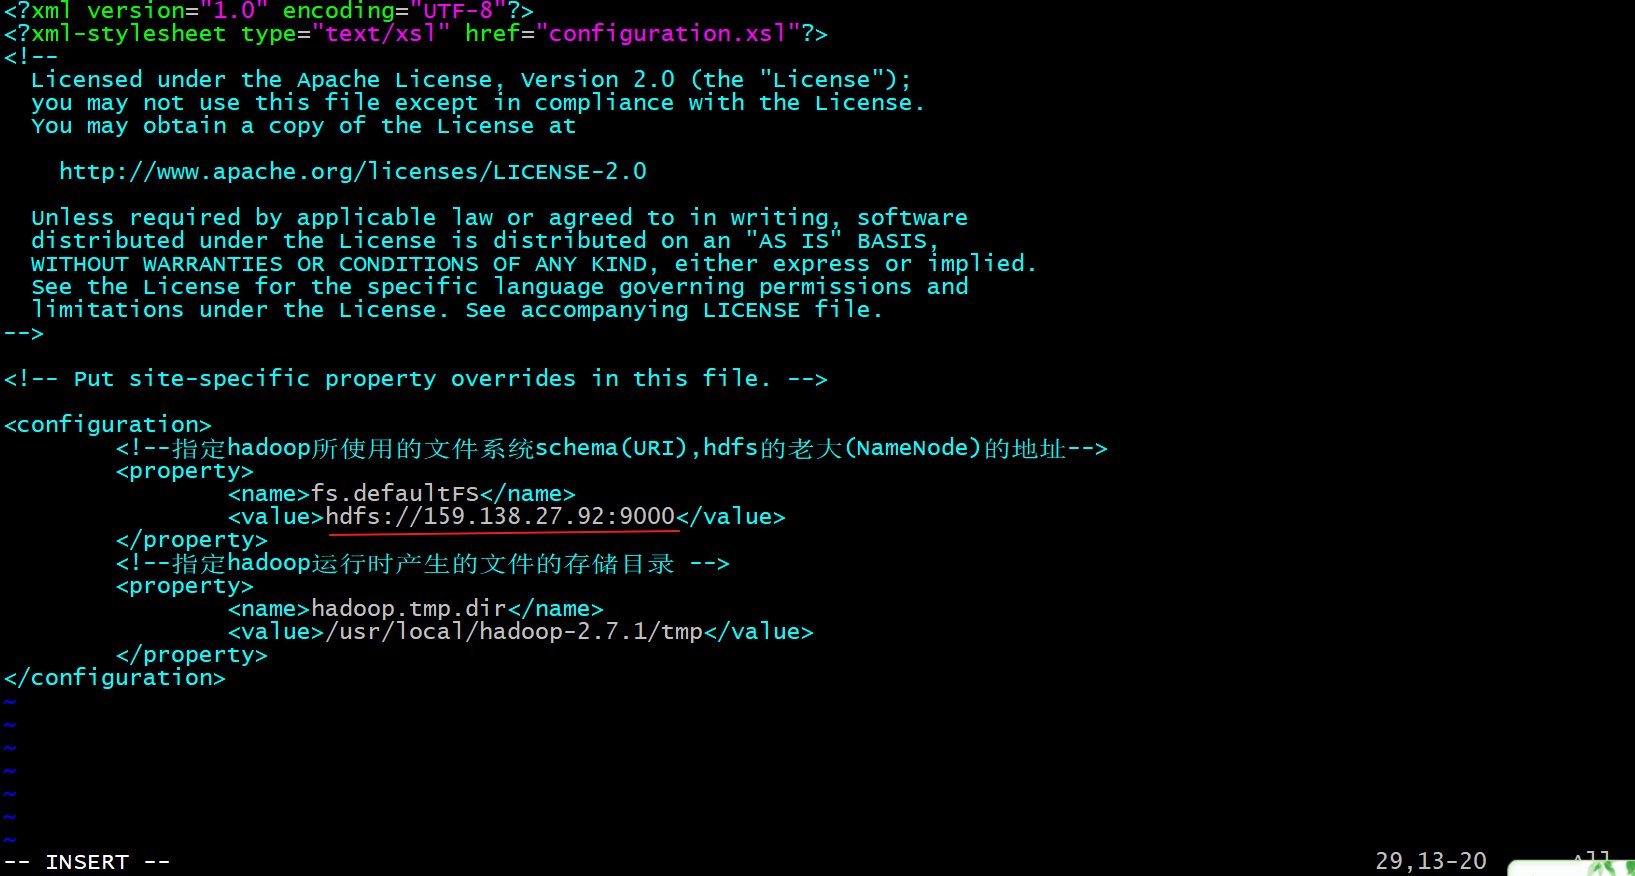 <?xml version="1.0" encoding="UTF-8"?>
<?xml-stylesheet type="text/xsl" href="configuration.xsl"?>
<!--
  Licensed under the Apache License, Version 2.0 (the "License");
  you may not use this file except in compliance with the License.
  You may obtain a copy of the License at

    http://www.apache.org/licenses/LICENSE-2.0

  Unless required by applicable law or agreed to in writing, software
  distributed under the License is distributed on an "AS IS" BASIS,
  WITHOUT WARRANTIES OR CONDITIONS OF ANY KIND, either express or implied.
  See the License for the specific language governing permissions and
  limitations under the License. See accompanying LICENSE file.
-->

<!-- Put site-specific property overrides in this file. -->

<configuration>
        <!--指定hadoop所使用的文件系统schema(URI),hdfs的老大(NameNode)的地址-->
        <property>
                <name>fs.defaultFS</name>
                <value>hdfs://159.138.27.92:9000</value>
        </property>
        <!--指定hadoop运行时产生的文件的存储目录 -->
        <property>
                <name>hadoop.tmp.dir</name>
                <value>/usr/local/hadoop-2.7.1/tmp</value>
        </property>
</configuration>
~
~
~
~
~
~
~
-- INSERT -- 29,13-20 All